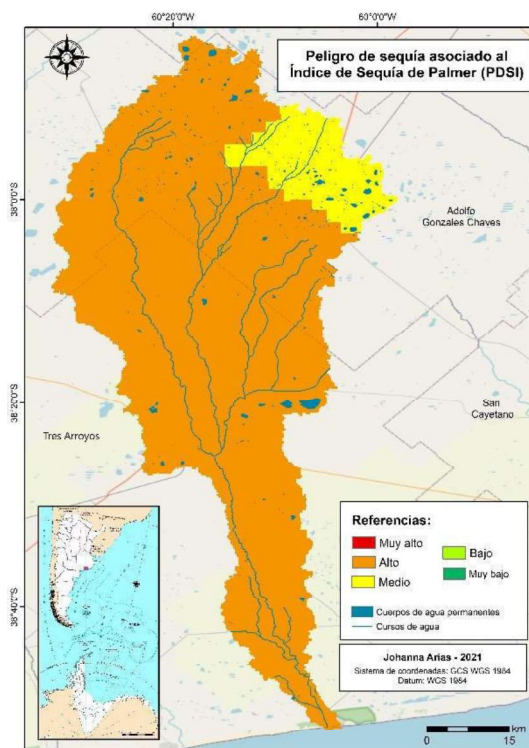 60°20'0"O
60°0'0"O
Peligro de sequía asociado al
Índice de Sequía de Palmer (PDSI)
38°0'0"S
Adolfo
Gonzales Chaves
38°20'0"S
San
Cayetano
Tres Arroyos
38°40'0"S
Referencias:
Muy alto
Alto
Medio
Bajo
Muy bajo
Cuerpos de agua permanentes
Cursos de agua
Johanna Arias - 2021
Sistema de coordenadas: GCS WGS 1984
Datum: WGS 1984
km
15